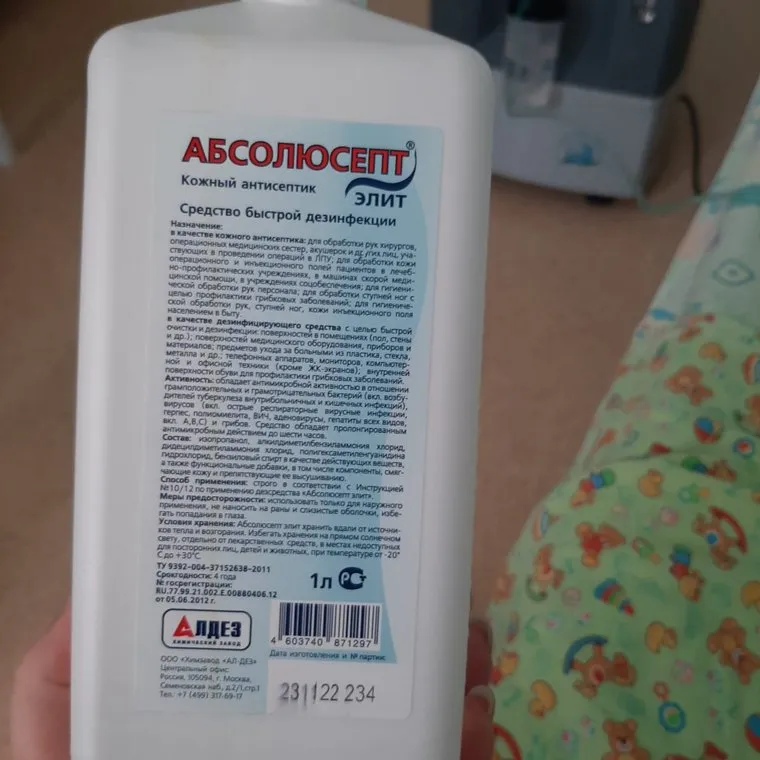 АБСОЛЮСЕПТ®
ЭЛИТ
Кожный антисептик
Средство быстрой дезинфекции
Назначение:
в качестве кожного антисептика: для обработки рук хирургов,
операционных медицинских сестер, акушерок и других лиц, уча-
ствующих в проведении операций в ЛПУ; для обработки кожи
операционного и инъекционного полей пациентов в лечеб-
но-профилактических учреждениях, в машинах скорой меди-
цинской помощи, в учреждениях соцобеспечения; для гигиени-
ческой обработки рук персонала; для обработки ступней ног с
целью профилактики грибковых заболеваний; для гигиениче-
ской обработки рук, ступней ног, кожи инъекционного поля
населением в быту.
в качестве дезинфицирующего средства с целью быстрой
очистки и дезинфекции: поверхностей в помещениях (пол, стены
и др.); поверхностей медицинского оборудования, приборов и
материалов; предметов ухода за больными из пластика, стекла,
металла и др.; телефонных аппаратов, мониторов, компьютер-
ной и офисной техники (кроме ЖК-экранов); внутренней
поверхности обуви для профилактики грибковых заболеваний.
Активность: обладает антимикробной активностью в отношении
грамположительных и грамотрицательных бактерий (вкл. возбу-
дителей туберкулеза внутрибольничных и кишечных инфекций),
вирусов (вкл. острые респираторные вирусные инфекции,
герпес, полиомиелита, ВИЧ, аденовирусы, гепатиты всех видов,
вкл. А,В,С) и грибов. Средство обладает пролонгированным
антимикробным действием до шести часов.
Состав: изопропанол, алкилдиметилбензиламмония хлорид,
дидецилдиметиламмония хлорид, полигексаметиленгуанидина
гидрохлорид, бензиловый спирт в качестве действующих веществ,
а также функциональные добавки, в том числе компоненты, смяг-
чающие кожу и препятствующие ее высушиванию.
Способ применения: строго в соответствии с Инструкцией
№10/12 по применению дезсредства «Абсолюсепт элит».
Меры предосторожности: использовать только для наружного
применения, не наносить на раны и слизистые оболочки, избе-
гать попадания в глаза.
Условия хранения: Абсолюсепт элит хранить вдали от источни-
ков тепла и возгорания. Избегать хранения на прямом солнечном
свету, отдельно от лекарственных средств, в местах недоступных
для посторонних лиц, детей и животных, при температуре от -20°
С до +30°С.
ТУ 9392-004-37152638-2011
Срокгодности: 4 года
№ госрегистрации:
RU.77.99.21.002.Е.00880406.12
от 05.06.2012 г.
1л
АЛДЕЗ
ХИМИЧЕСКИЙ ЗАВОД
4 603740 871297
Дата изготовления и № партии:
ООО «Химзавод «АЛ-ДЕЗ»
Центральный офис:
Россия, 105094, г. Москва,
Семеновская наб., д.2/1,стр.1
Тел.: +7 (499) 317-69-17
231122 234